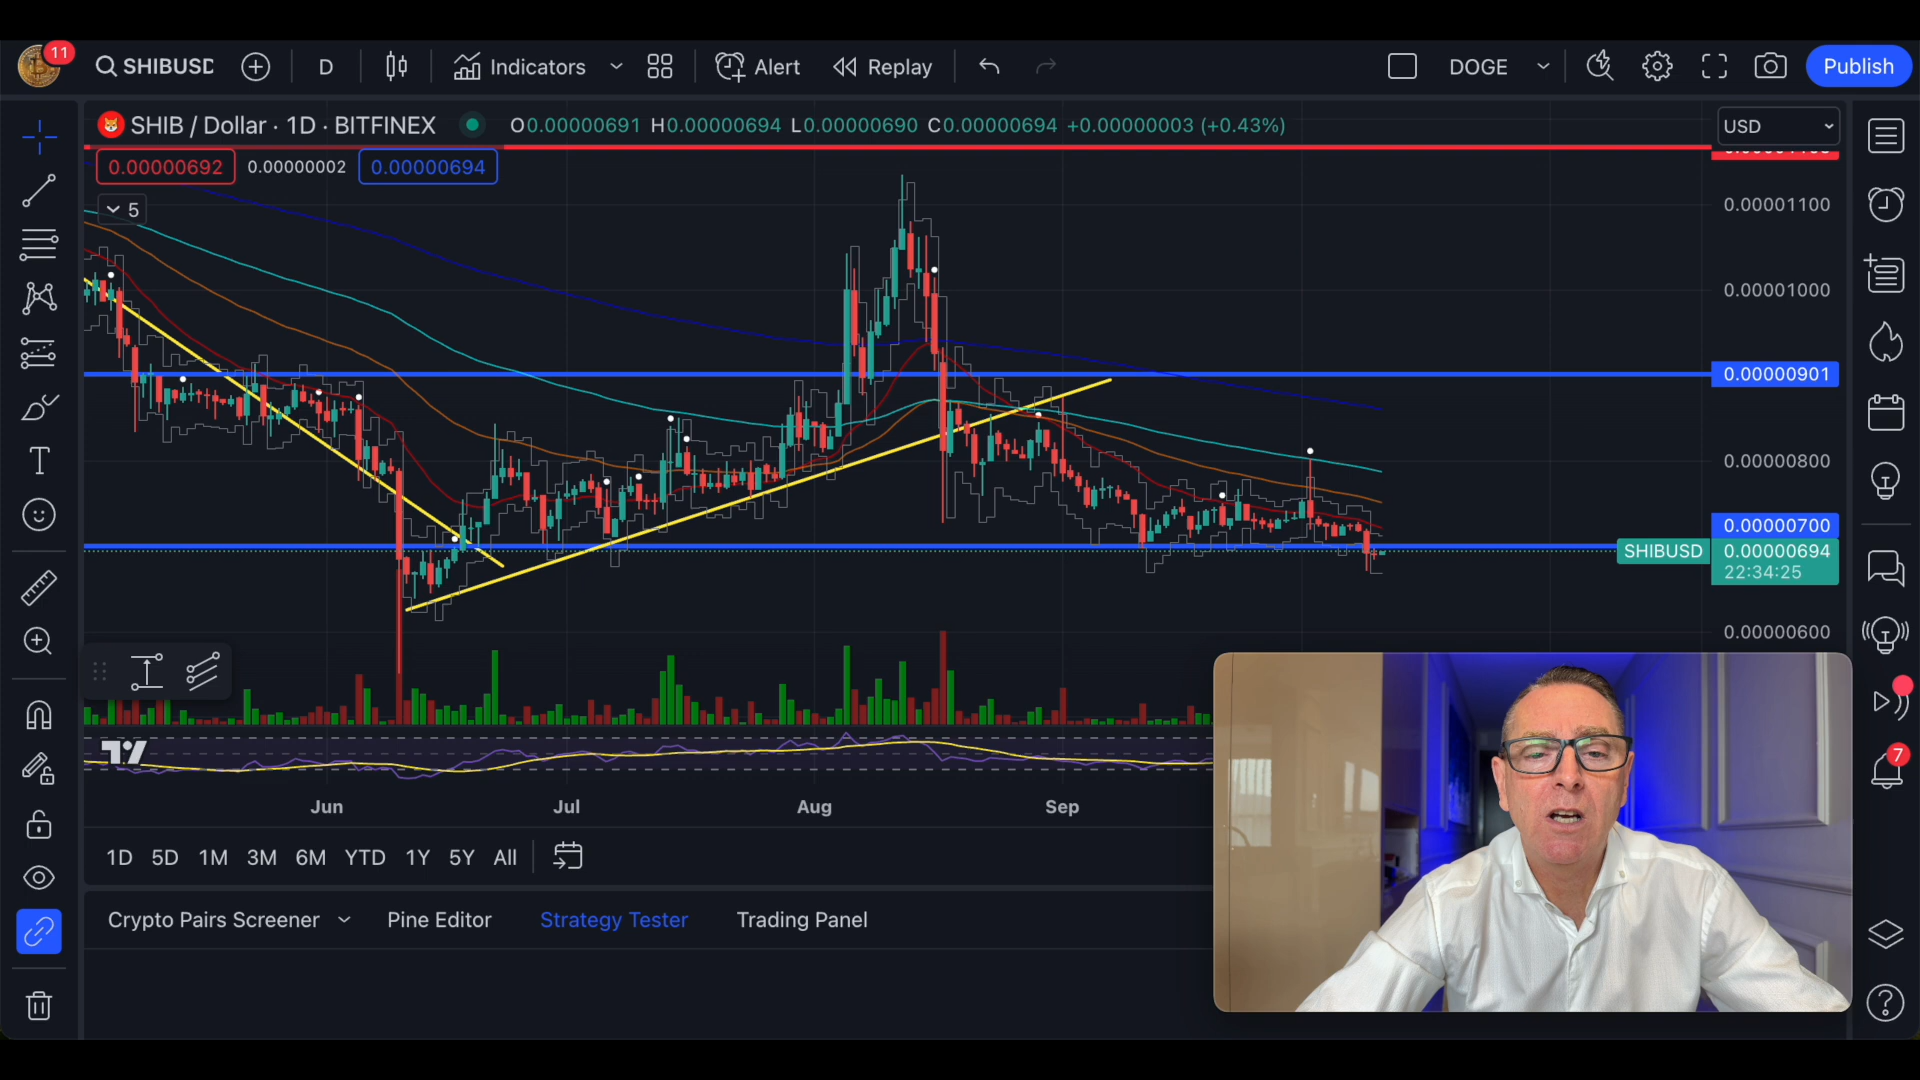 11
SHIBUSD
D
Indicators
Alert
Replay
DOGE
Publish
SHIB / Dollar · 1D · BITFINEX
O0.00000691 H0.00000694 L0.00000690 C0.00000694 +0.00000003 (+0.43%)
USD
0.00000692
0.00000002
0.00000694
5
0.00001100
0.00001000
0.00000901
0.00000800
0.00000700
SHIBUSD
0.00000694
22:34:25
0.00000600
7
Jun
Jul
Aug
Sep
1D 5D 1M 3M 6M YTD 1Y 5Y All
Crypto Pairs Screener
Pine Editor
Strategy Tester
Trading Panel